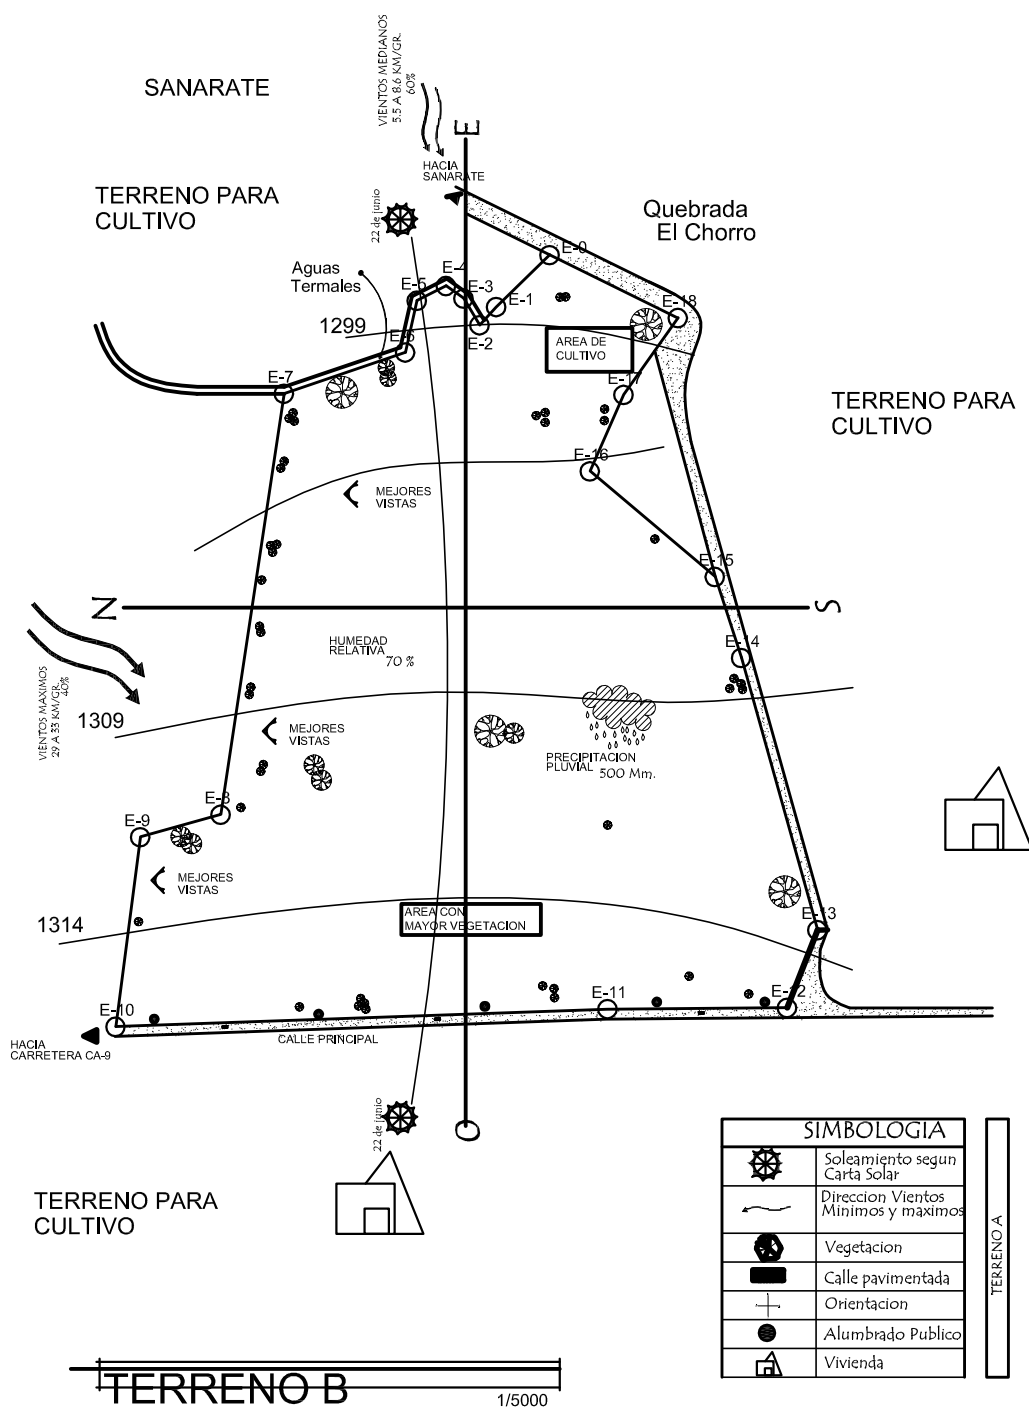 SANARATE
VIENTOS MEDIANOS
5.5 A 8.6 KM/GR.
60%
E
HACIA
SANARATE
TERRENO PARA
CULTIVO
22 de junio
Quebrada
El Chorro
E-0
Aguas
Termales
E-4
E-5
E-3
E-1
E-18
1299
E-2
E-6
AREA DE
CULTIVO
E-7
E-17
TERRENO PARA
CULTIVO
E-16
MEJORES
VISTAS
E-15
N
S
HUMEDAD
RELATIVA 70 %
E-14
VIENTOS MAXIMOS
29 A 33 KM/GR.
40%
1309
MEJORES
VISTAS
PRECIPITACION
PLUVIAL 500 Mm.
E-8
E-9
MEJORES
VISTAS
1314
AREA CON
MAYOR VEGETACION
E-13
E-10
E-11
E-12
HACIA
CARRETERA CA-9
CALLE PRINCIPAL
22 de junio
O
TERRENO PARA
CULTIVO
SIMBOLOGIA
Soleamiento segun
Carta Solar
Direccion Vientos
Minimos y maximos
Vegetacion
Calle pavimentada
Orientacion
Alumbrado Publico
Vivienda
TERRENO A
TERRENO B
1/5000